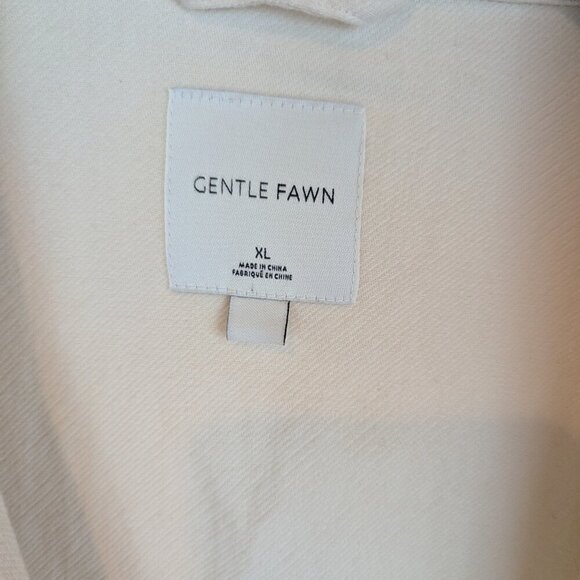 GENTLE FAWN
XL
MADE IN CHINA
FABRIQUÉ EN CHINE